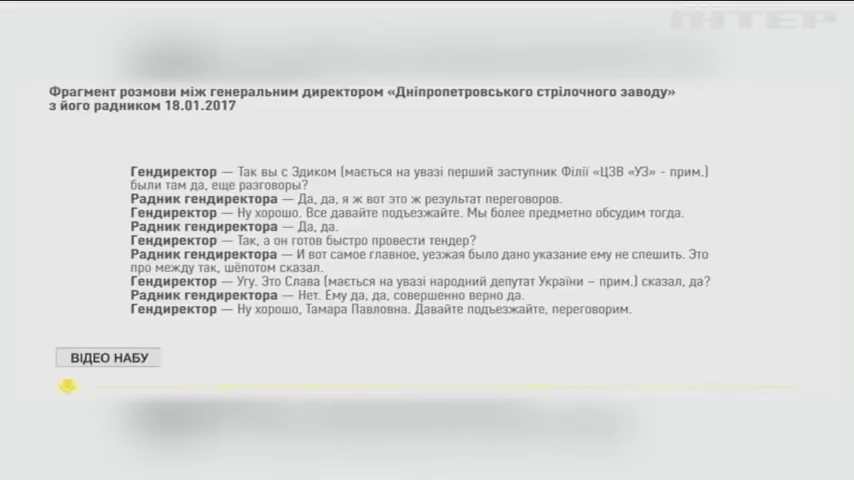 ІНТЕР
Фрагмент розмови між генеральним директором «Дніпропетровського стрілочного заводу»
з його радником 18.01.2017
Гендиректор — Так вы с Эдиком (мається на увазі перший заступник Філії «ЦЗВ «УЗ» - прим.)
были там да, еще разговоры?
Радник гендиректора — Да, да, я ж вот это ж результат переговоров.
Гендиректор — Ну хорошо. Все давайте подъезжайте. Мы более предметно обсудим тогда.
Радник гендиректора — Да, да.
Гендиректор — Так, а он готов быстро провести тендер?
Радник гендиректора — И вот самое главное, уезжая было дано указание ему не спешить. Это
про между так, шёпотом сказал.
Гендиректор — Угу. Это Слава (мається на увазі народний депутат України – прим.) сказал, да?
Радник гендиректора — Нет. Ему да, да, совершенно верно да.
Гендиректор — Ну хорошо, Тамара Павловна. Давайте подъезжайте, переговорим.
ВІДЕО НАБУ